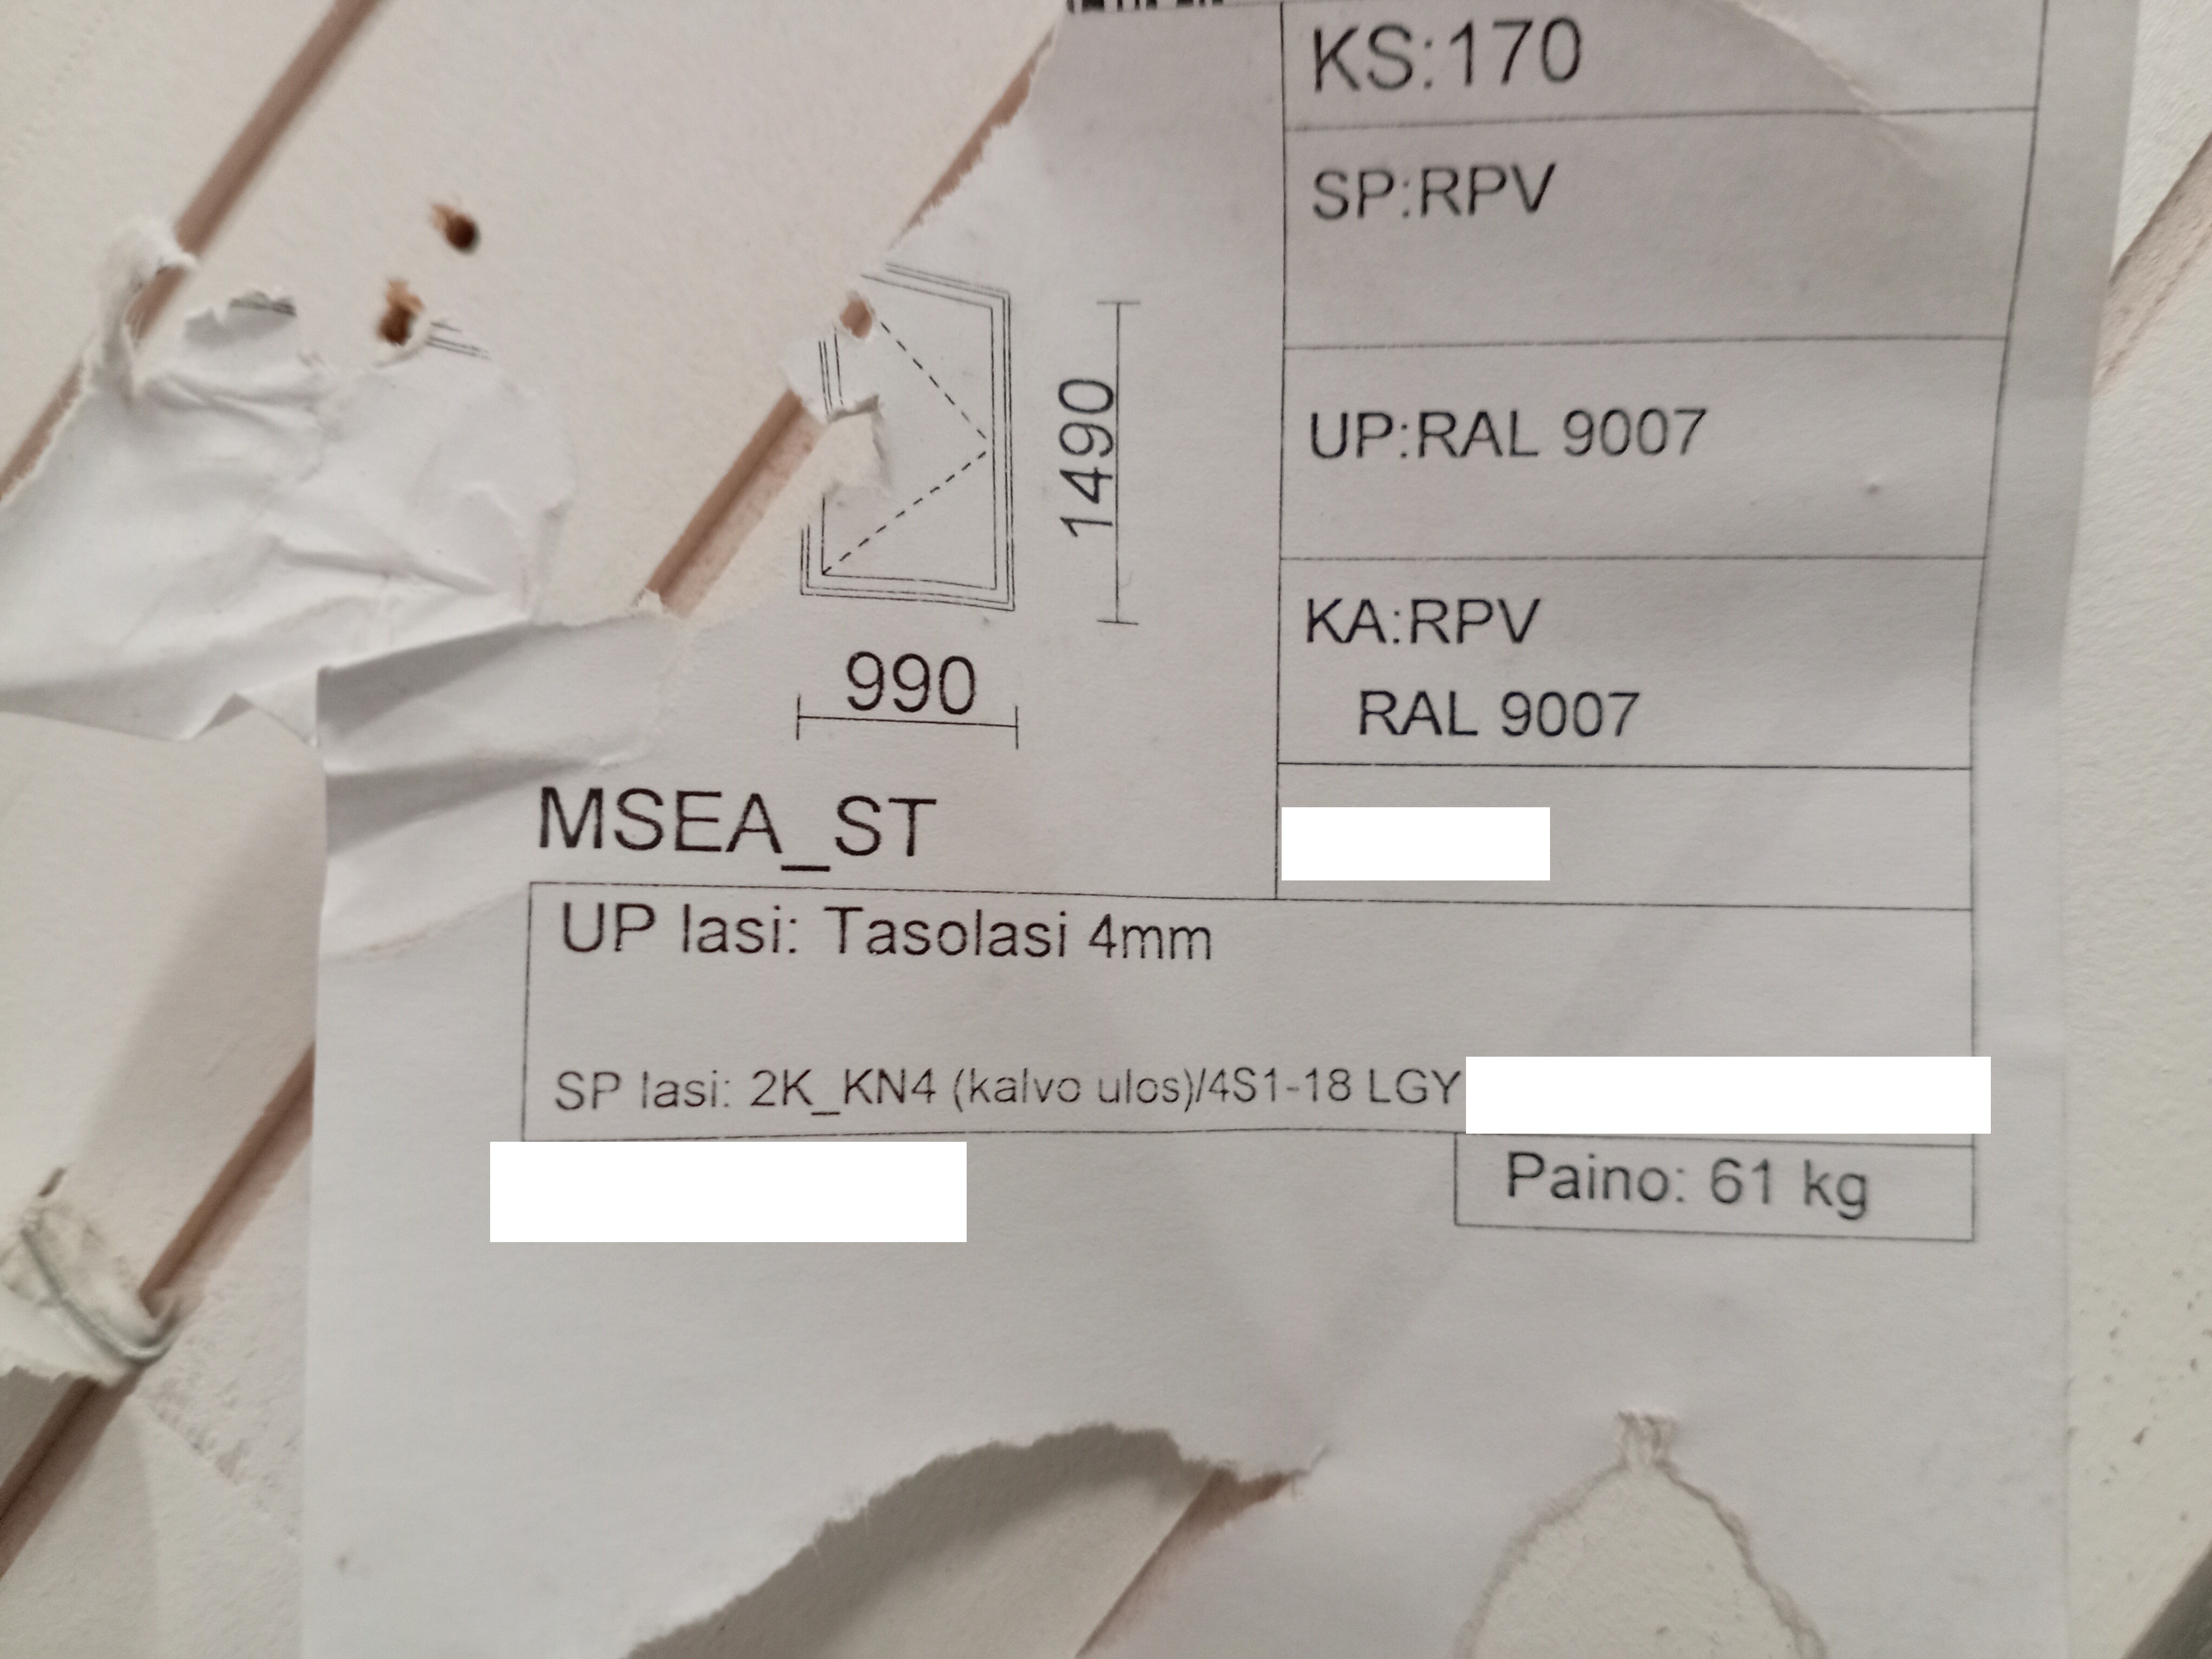 KS:170
SP:RPV
UP:RAL 9007
KA:RPV
RAL 9007
1490
990
MSEA_ST
UP lasi: Tasolasi 4mm
SP lasi: 2K_KN4 (kalvo ulos)/4S1-18 LGY
Paino: 61 kg